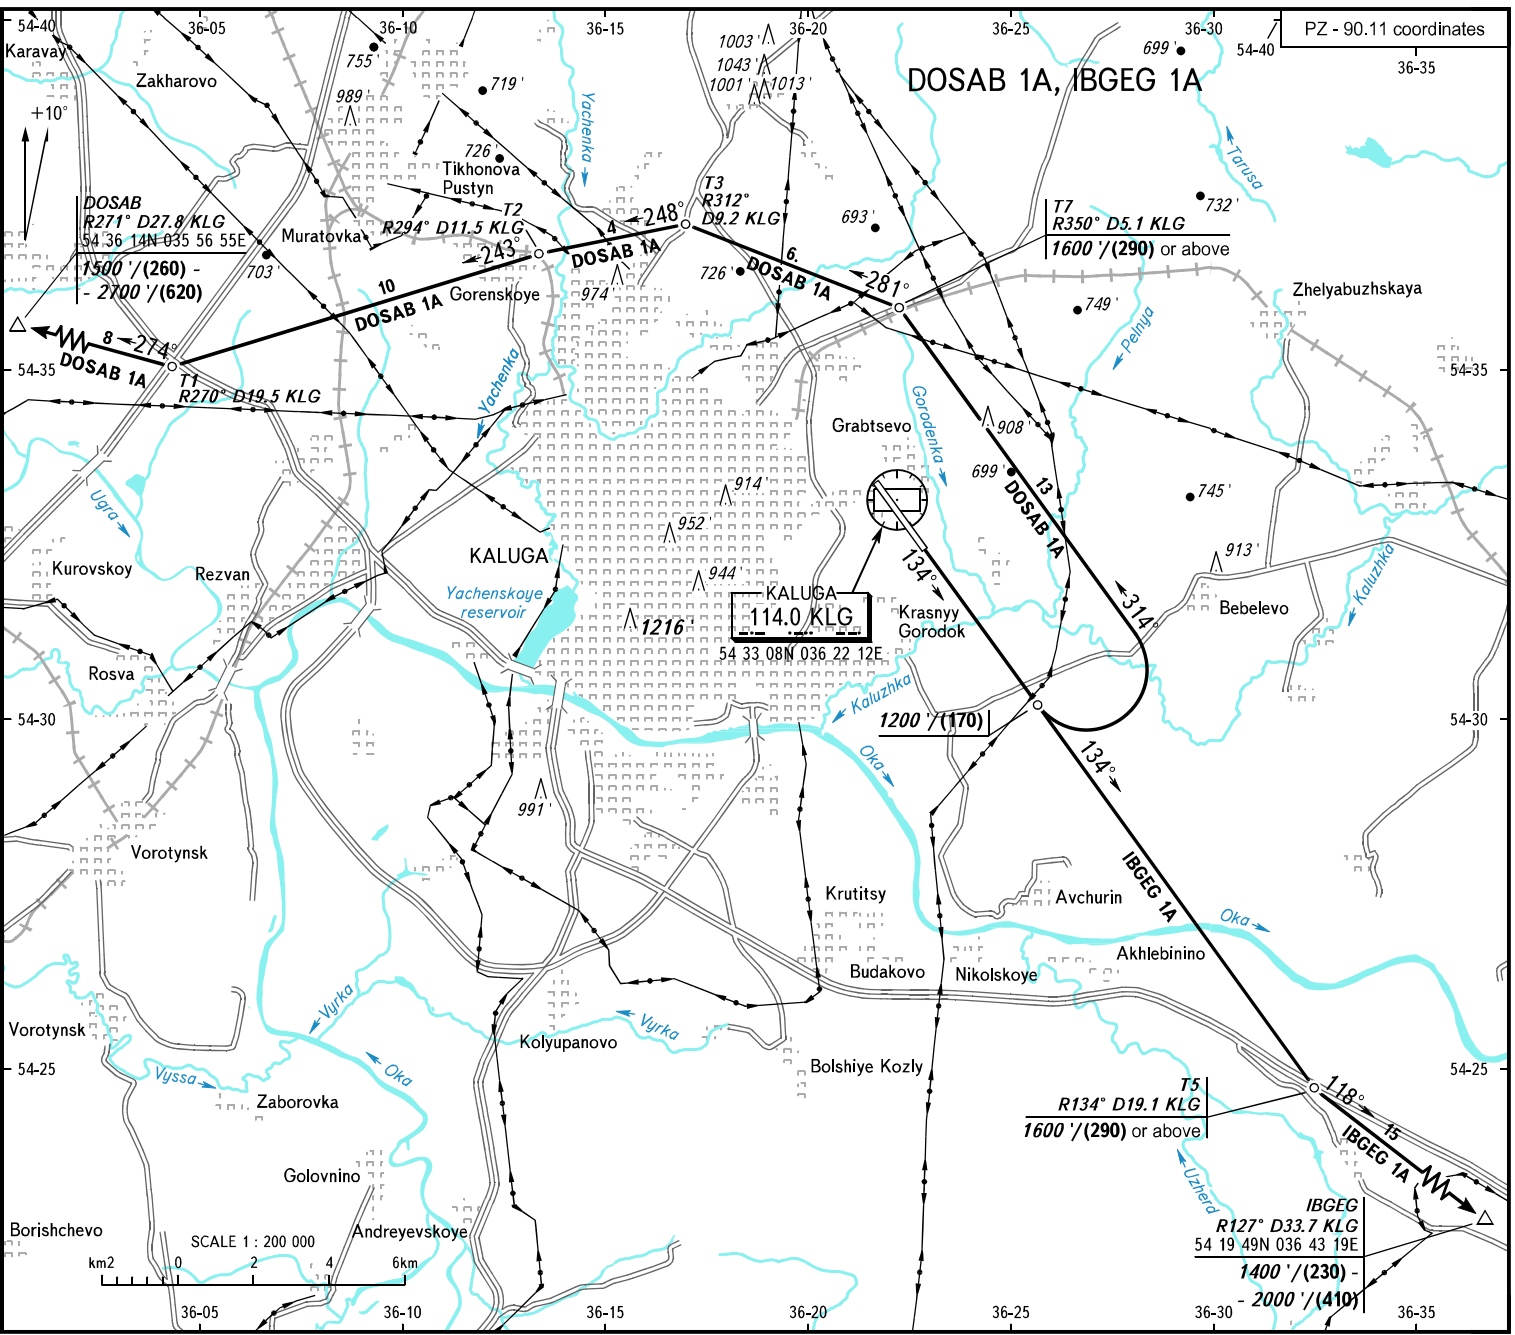 54-40
36-05
36-10
36-15
36-20
36-25
36-30
54-40
PZ - 90.11 coordinates
36-35
Karavay
Zakharovo
755 '
719 '
989 '
1003 '
1043 '
1001 '
1013 '
699 '
DOSAB 1A, IBGEG 1A
+10°
Yachenka
Tarusa
726 '
Tikhonova
Pustyn
DOSAB
R271° D27.8 KLG
54 36 14N 035 56 55E
1500 '/(260) -
- 2700 '/(620)
703 '
Muratovka
T2
R294° D11.5 KLG
T3
R312°
D9.2 KLG
693 '
732 '
T7
R350° D5.1 KLG
1600 '/(290) or above
243°
4
248°
DOSAB 1A
10
DOSAB 1A
Gorenskoye
974 '
726 '
6
DOSAB 1A
281°
749 '
Zhelyabuzhskaya
Pelnya
8
274°
DOSAB 1A
54-35
T1
R270° D19.5 KLG
Yachenka
54-35
Grabtsevo
Gorodenka
908 '
699 '
13
DOSAB 1A
745 '
914 '
952 '
944 '
1216 '
Ugra
Kurovskoy
Rezvan
KALUGA
Yachenskoye
reservoir
134°
KALUGA
114.0 KLG
54 33 08N 036 22 12E
Krasnyy
Gorodok
314°
913 '
Bebelevo
Kaluzhka
Rosva
Kaluzhka
54-30
1200 '/(170)
54-30
Oka
134°
991 '
Vorotynsk
IBGEG 1A
Krutitsy
Avchurin
Oka
Akhlebinino
Budakovo
Nikolskoye
Vorotynsk
Vyrka
Vyrka
Kolyupanovo
Bolshiye Kozly
54-25
Vyssa
Oka
54-25
Zaborovka
T5
R134° D19.1 KLG
1600 '/(290) or above
118°
15
IBGEG 1A
Uzherd
Golovnino
Borishchevo
Andreyevskoye
IBGEG
R127° D33.7 KLG
54 19 49N 036 43 19E
1400 '/(230) -
- 2000 '/(410)
SCALE 1 : 200 000
km2 0 2 4 6km
36-05
36-10
36-15
36-20
36-25
36-30
36-35